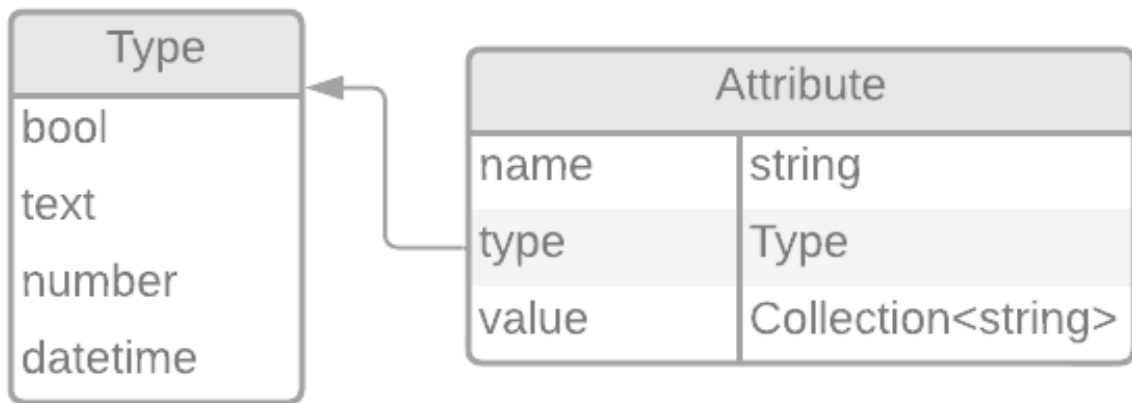 Type
bool
text
number
datetime
Attribute
name string
type Type
value Collection<string>